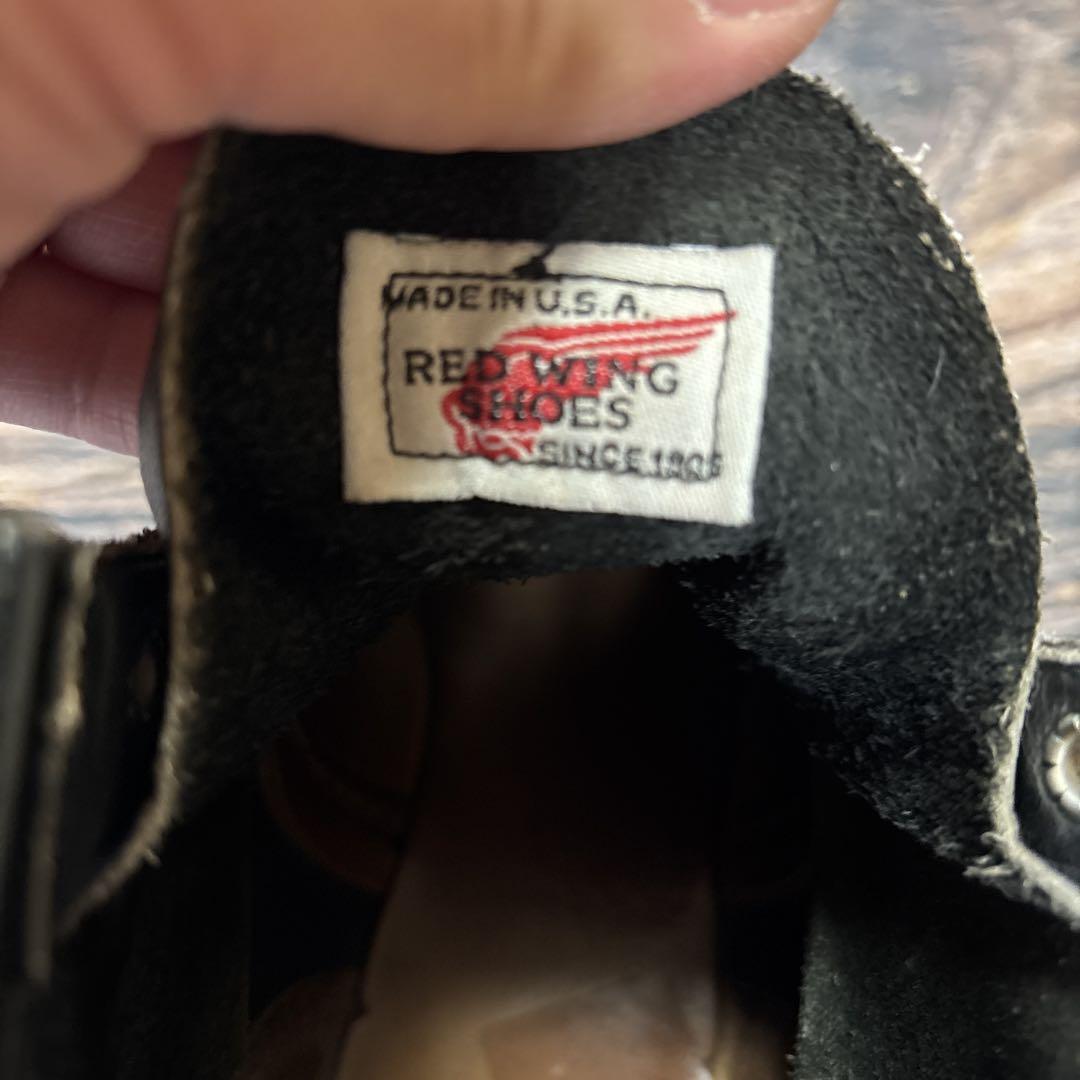 MADE IN U.S.A.
RED WING
SHOES
SINCE 1905